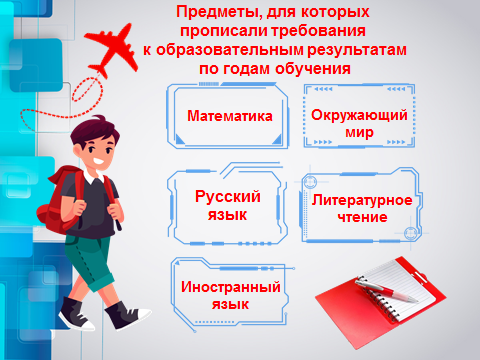 Предметы, для которых
прописали требования
к образовательным результатам
по годам обучения
Математика
Окружающий
мир
Русский
язык
Литературное
чтение
Иностранный
язык